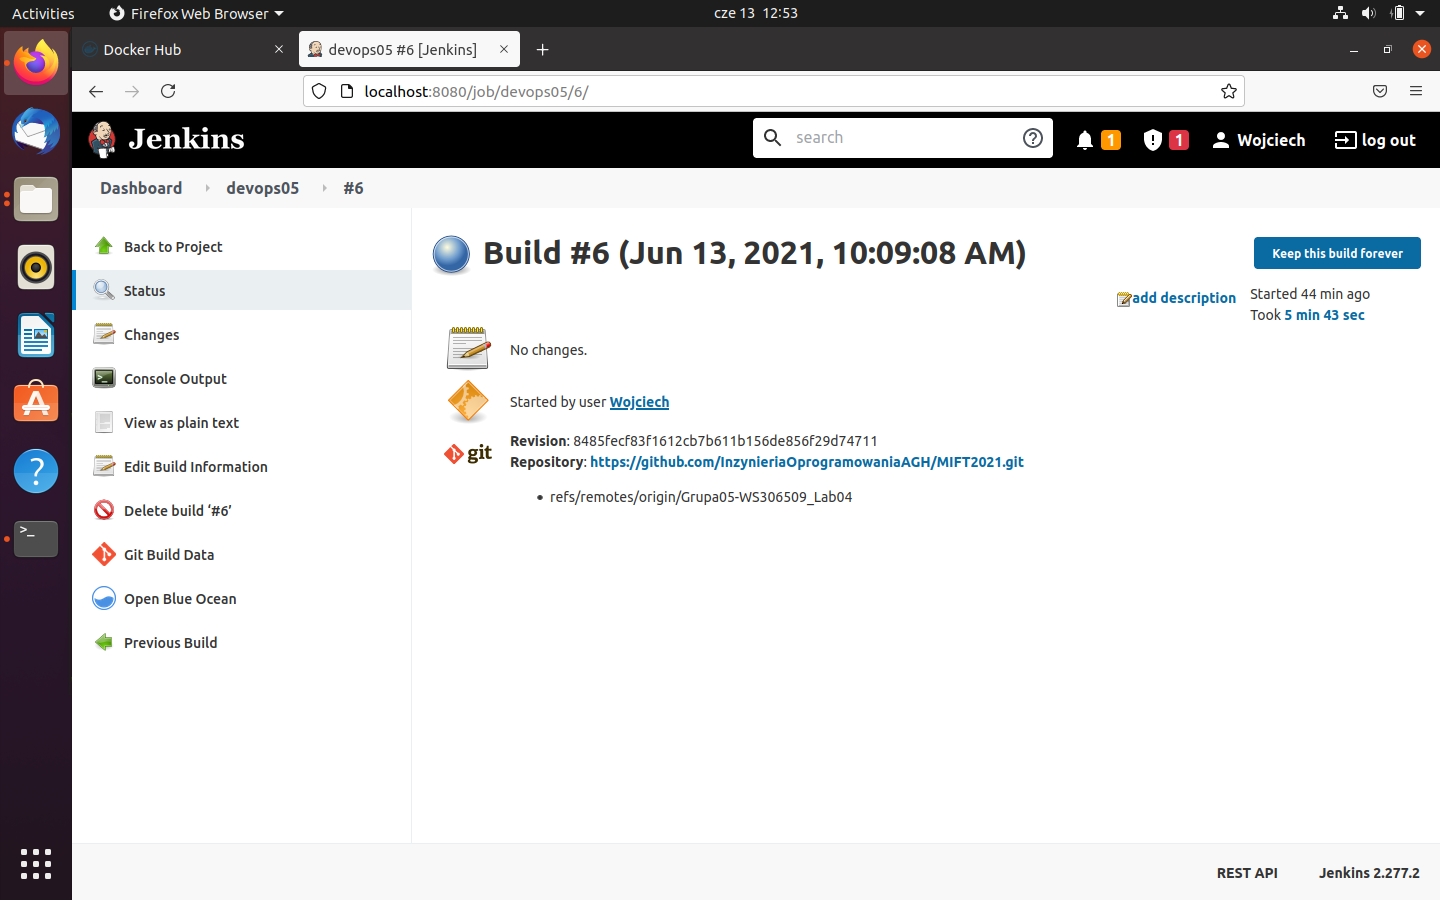 Activities
Firefox Web Browser
cze 13 12:53
Docker Hub
devops05 #6 [Jenkins]
localhost:8080/job/devops05/6/
Jenkins
search
1
1
Wojciech
log out
Dashboard
devops05
#6
Back to Project
Status
Changes
Console Output
View as plain text
Edit Build Information
Delete build ‘#6’
Git Build Data
Open Blue Ocean
Previous Build
Build #6 (Jun 13, 2021, 10:09:08 AM)
Keep this build forever
add description
Started 44 min ago
Took 5 min 43 sec
No changes.
Started by user Wojciech
git
Revision: 8485fecf83f1612cb7b611b156de856f29d74711
Repository: https://github.com/InzynieriaOprogramowaniaAGH/MIFT2021.git
• refs/remotes/origin/Grupa05-WS306509_Lab04
REST API
Jenkins 2.277.2